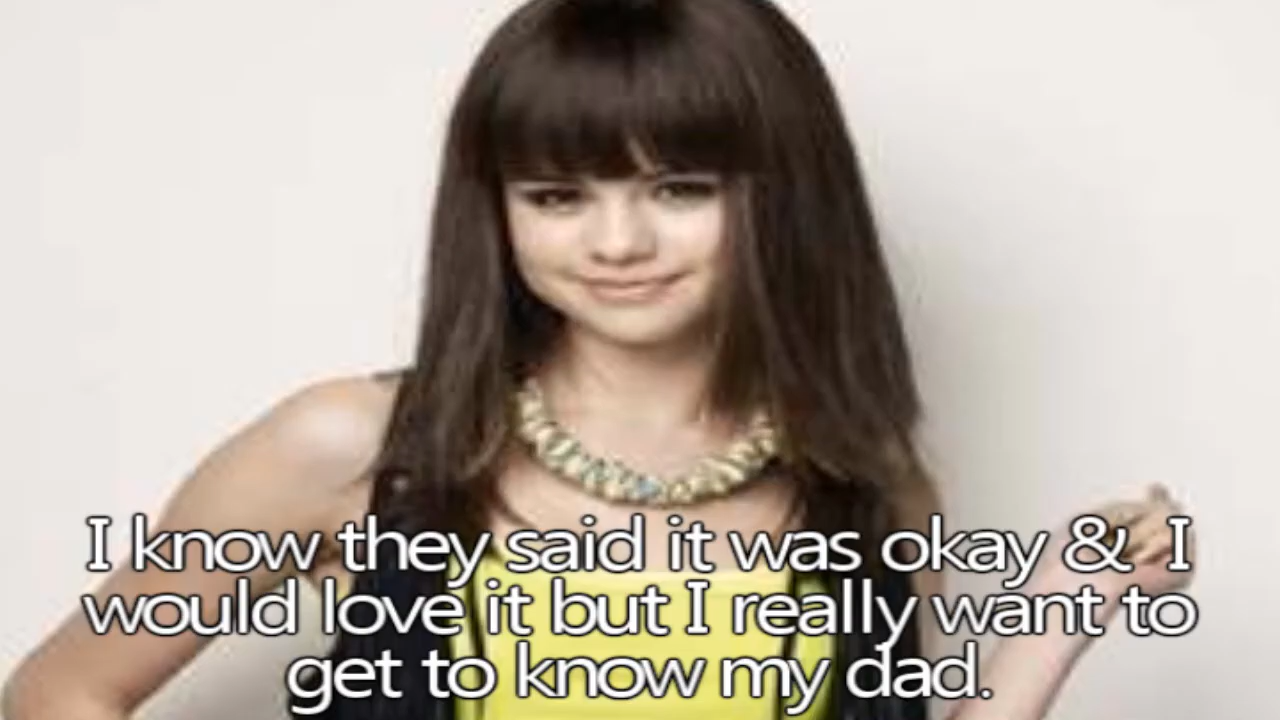 I know they said it was okay & I
would love it but I really want to
get to know my dad.